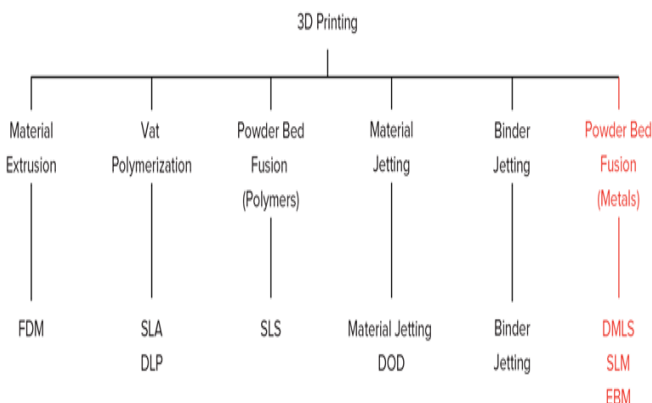 3D Printing
Material
Extrusion
Vat
Polymerization
Powder Bed
Fusion
(Polymers)
Material
Jetting
Binder
Jetting
Powder Bed
Fusion
(Metals)
FDM
SLA
DLP
SLS
Material Jetting
DOD
Binder
Jetting
DMLS
SLM
EBM